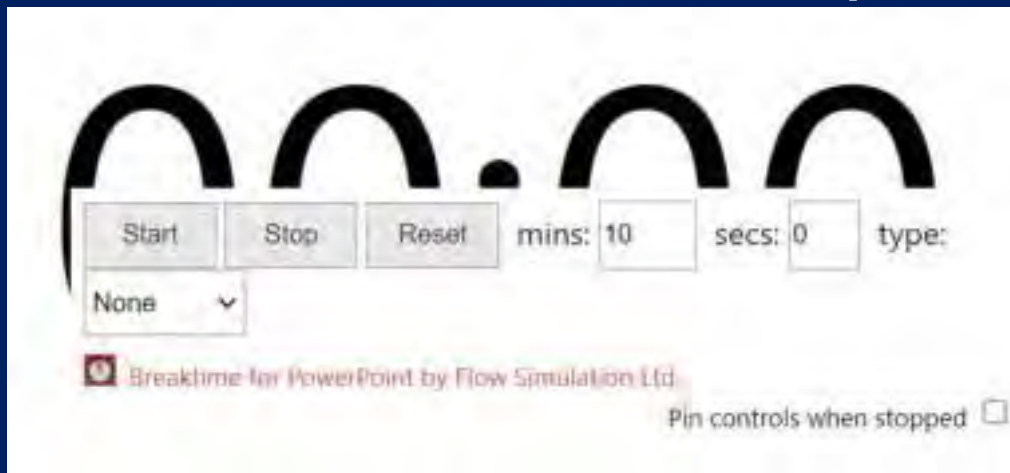 00:00
Start Stop Reset mins: 10 secs: 0 type:
None
Breaktime for PowerPoint by Flow Simulation Ltd.
Pin controls when stopped